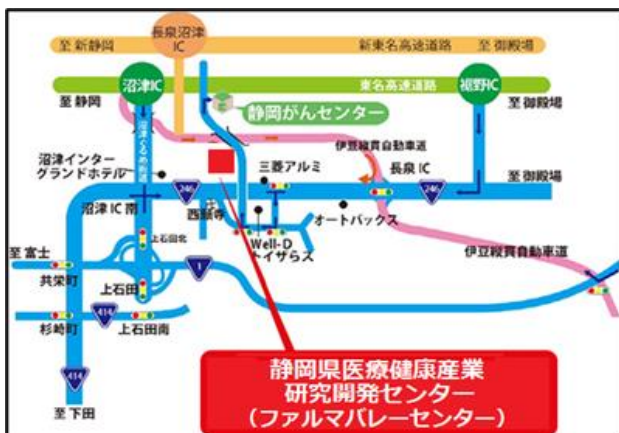 長泉沼津
IC
至 新静岡
新東名高速道路
至 御殿場
沼津IC
東名高速道路
裾野IC
至 静岡
静岡がんセンター
至 御殿場
沼津ぐるめ街道
伊豆縦貫自動車道
沼津インター
グランドホテル
三菱アルミ
長泉 IC
至 御殿場
246
246
沼津 IC 南
西願寺
オートバックス
上石田北
Well-D
トイザらズ
伊豆縦貫自動車道
至 富士
1
共栄町
上石田
414
杉崎町
上石田南
静岡県医療健康産業
研究開発センター
（ファルマバレーセンター）
414
至 下田